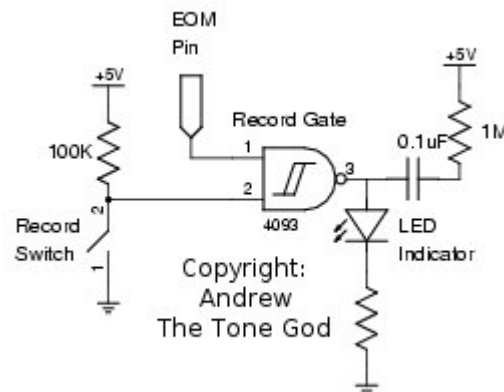 EOM
Pin
+5V
+5V
Record Gate
100K
1
0.1uF
1M
3
2
2
4093
Record
Switch
1
LED
Indicator
Copyright:
Andrew
The Tone God